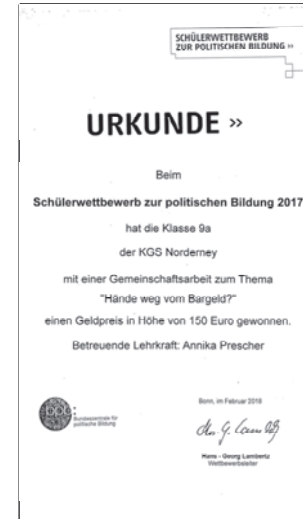 SCHÜLERWETTBEWERB
ZUR POLITISCHEN BILDUNG »
URKUNDE »
Beim
Schülerwettbewerb zur politischen Bildung 2017
hat die Klasse 9a
der KGS Norderney
mit einer Gemeinschaftsarbeit zum Thema
"Hände weg vom Bargeld?"
einen Geldpreis in Höhe von 150 Euro gewonnen.
Betreuende Lehrkraft: Annika Prescher
bpb:
Bundeszentrale für
politische Bildung
Bonn, im Februar 2018
Hans - Georg Lambertz
Wettbewerbsleiter